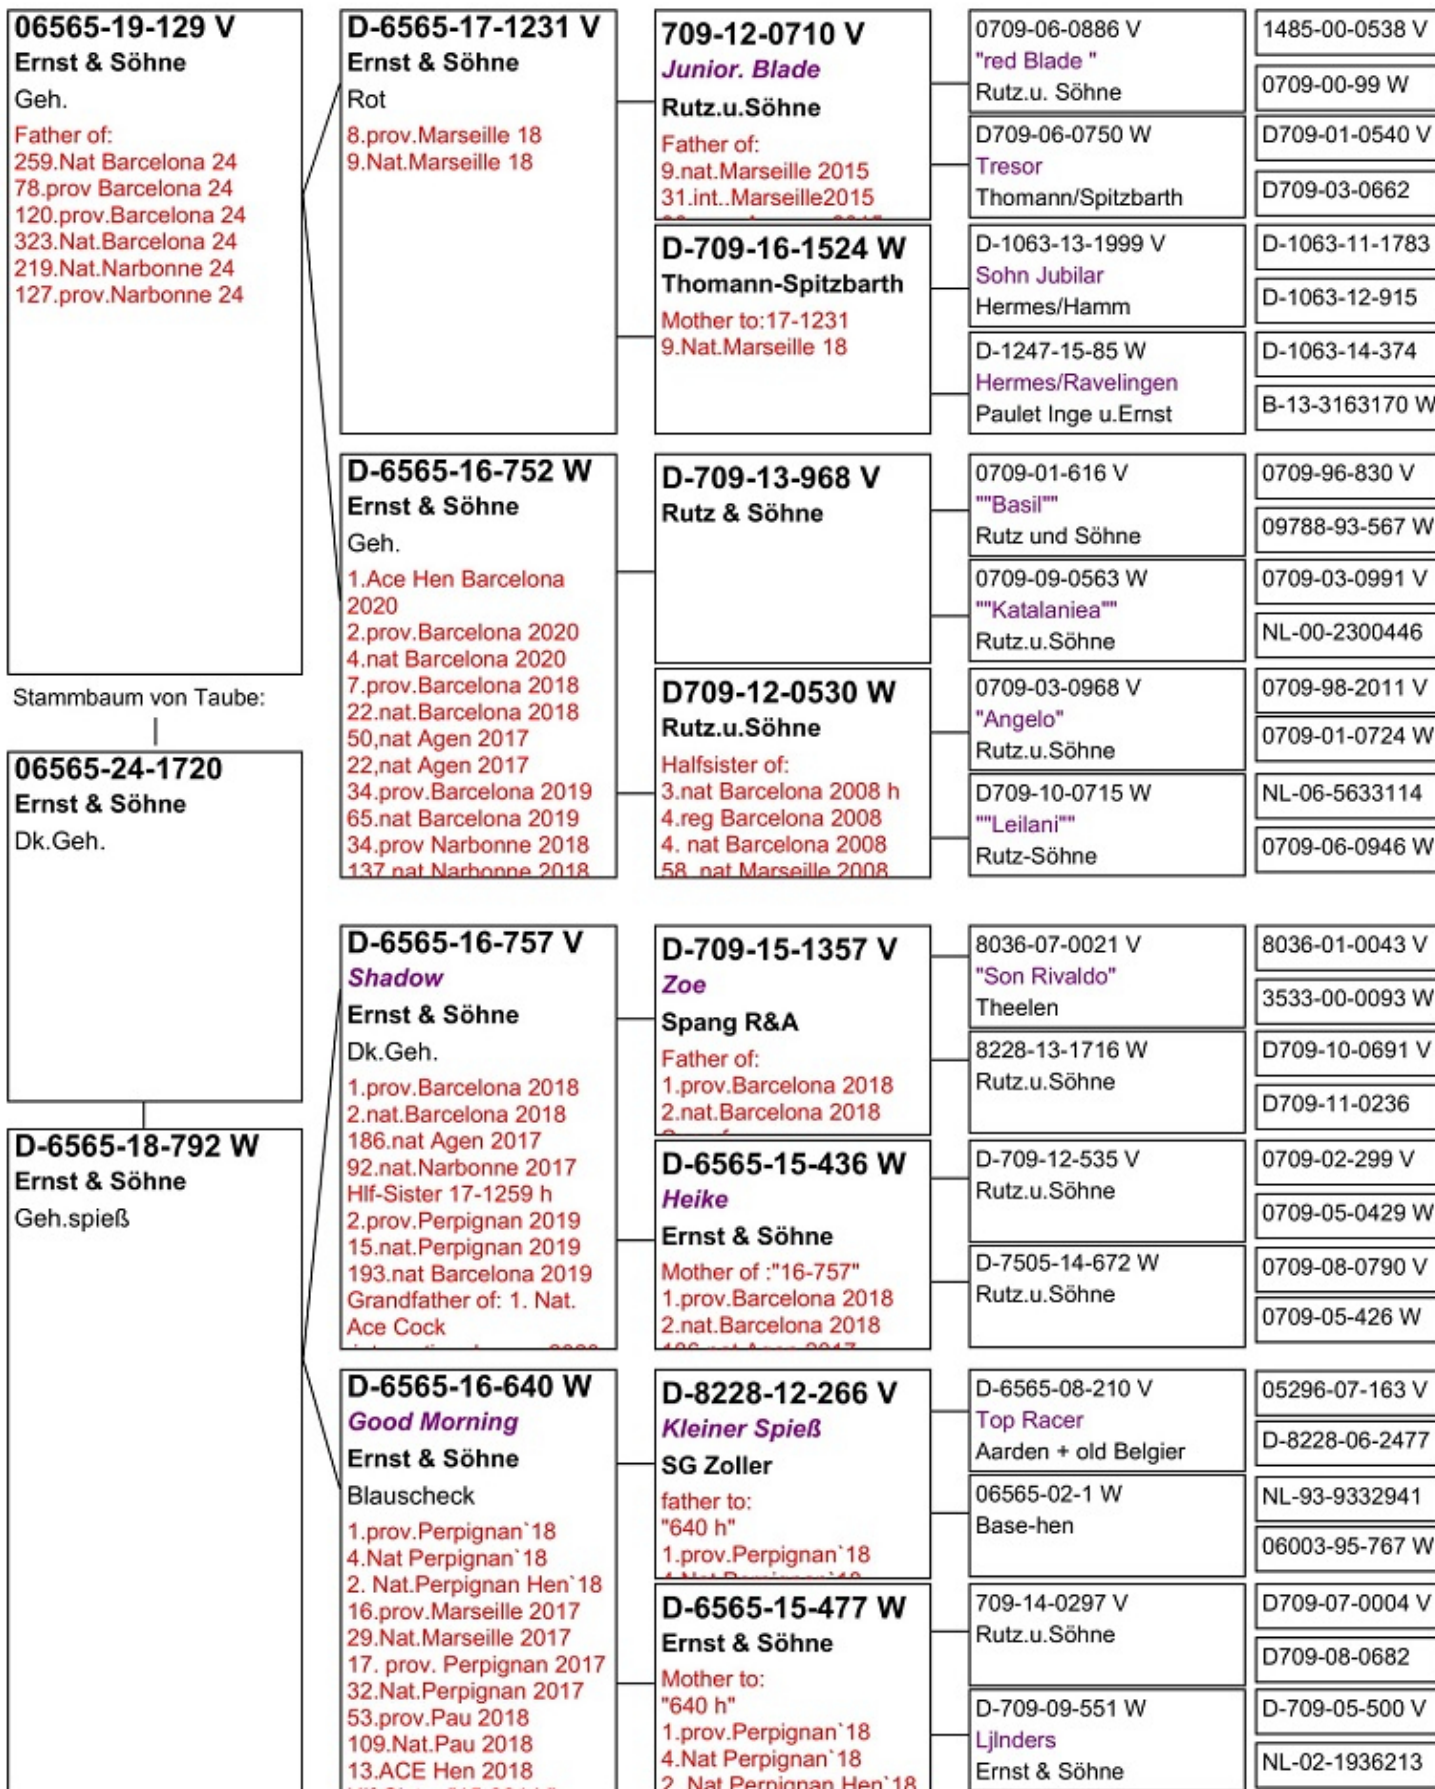 06565-19-129 V
Ernst & Söhne
Geh.
Father of:
259.Nat Barcelona 24
78.prov Barcelona 24
120.prov.Barcelona 24
323.Nat.Barcelona 24
219.Nat.Narbonne 24
127.prov.Narbonne 24
Stammbaum von Taube:
06565-24-1720
Ernst & Söhne
Dk.Geh.
D-6565-18-792 W
Ernst & Söhne
Geh.spieß
D-6565-17-1231 V
Ernst & Söhne
Rot
8.prov.Marseille 18
9.Nat.Marseille 18
D-6565-16-752 W
Ernst & Söhne
Geh.
1.Ace Hen Barcelona
2020
2.prov.Barcelona 2020
4.nat Barcelona 2020
7.prov.Barcelona 2018
22.nat.Barcelona 2018
50,nat Agen 2017
22,nat Agen 2017
34.prov.Barcelona 2019
65.nat Barcelona 2019
34.prov Narbonne 2018
137 nat Narbonne 2018
D-6565-16-757 V
Shadow
Ernst & Söhne
Dk.Geh.
1.prov.Barcelona 2018
2.nat.Barcelona 2018
186.nat Agen 2017
92.nat.Narbonne 2017
Hlf-Sister 17-1259 h
2.prov.Perpignan 2019
15.nat.Perpignan 2019
193.nat Barcelona 2019
Grandfather of: 1. Nat.
Ace Cock
D-6565-16-640 W
Good Morning
Ernst & Söhne
Blauscheck
1.prov.Perpignan`18
4.Nat Perpignan`18
2. Nat.Perpignan Hen`18
16.prov.Marseille 2017
29.Nat.Marseille 2017
17. prov. Perpignan 2017
32.Nat.Perpignan 2017
53.prov.Pau 2018
109.Nat.Pau 2018
13.ACE Hen 2018
709-12-0710 V
Junior. Blade
Rutz.u.Söhne
Father of:
9.nat.Marseille 2015
31.int..Marseille2015
D-709-16-1524 W
Thomann-Spitzbarth
Mother to:17-1231
9.Nat.Marseille 18
D-709-13-968 V
Rutz & Söhne
D709-12-0530 W
Rutz.u.Söhne
Halfsister of:
3.nat Barcelona 2008 h
4.reg Barcelona 2008
4. nat Barcelona 2008
58. nat Marseille 2008
D-709-15-1357 V
Zoe
Spang R&A
Father of:
1.prov.Barcelona 2018
2.nat.Barcelona 2018
D-6565-15-436 W
Heike
Ernst & Söhne
Mother of :"16-757"
1.prov.Barcelona 2018
2.nat.Barcelona 2018
186.nat Agen 2017
D-8228-12-266 V
Kleiner Spieß
SG Zoller
father to:
"640 h"
1.prov.Perpignan`18
4.Nat Perpignan`18
D-6565-15-477 W
Ernst & Söhne
Mother to:
"640 h"
1.prov.Perpignan`18
4.Nat Perpignan`18
2. Nat.Perpignan Hen`18
0709-06-0886 V
"red Blade "
Rutz.u. Söhne
D709-06-0750 W
Tresor
Thomann/Spitzbarth
D-1063-13-1999 V
Sohn Jubilar
Hermes/Hamm
D-1247-15-85 W
Hermes/Ravelingen
Paulet Inge u.Ernst
0709-01-616 V
""Basil""
Rutz und Söhne
0709-09-0563 W
""Katalaniea""
Rutz.u.Söhne
0709-03-0968 V
"Angelo"
Rutz.u.Söhne
D709-10-0715 W
""Leilani""
Rutz-Söhne
8036-07-0021 V
"Son Rivaldo"
Theelen
8228-13-1716 W
Rutz.u.Söhne
D-709-12-535 V
Rutz.u.Söhne
D-7505-14-672 W
Rutz.u.Söhne
D-6565-08-210 V
Top Racer
Aarden + old Belgier
06565-02-1 W
Base-hen
709-14-0297 V
Rutz.u.Söhne
D-709-09-551 W
Ljlnders
Ernst & Söhne
1485-00-0538 V
0709-00-99 W
D709-01-0540 V
D709-03-0662
D-1063-11-1783
D-1063-12-915
D-1063-14-374
B-13-3163170 W
0709-96-830 V
09788-93-567 W
0709-03-0991 V
NL-00-2300446
0709-98-2011 V
0709-01-0724 W
NL-06-5633114
0709-06-0946 W
8036-01-0043 V
3533-00-0093 W
D709-10-0691 V
D709-11-0236
0709-02-299 V
0709-05-0429 W
0709-08-0790 V
0709-05-426 W
05296-07-163 V
D-8228-06-2477
NL-93-9332941
06003-95-767 W
D709-07-0004 V
D709-08-0682
D-709-05-500 V
NL-02-1936213